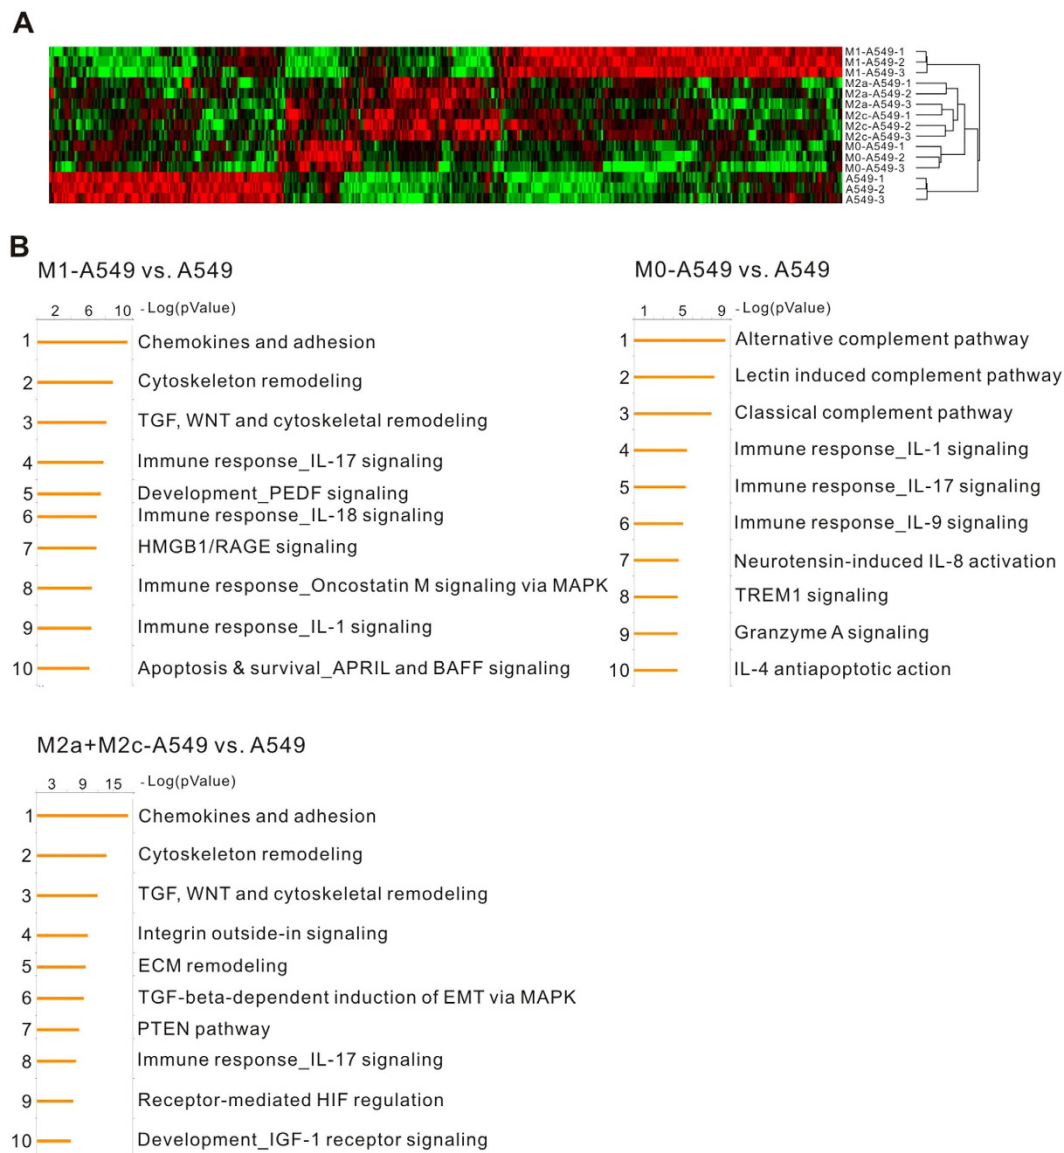 A
M1-A549-1
M1-A549-2
M1-A549-3
M2a-A549-1
M2a-A549-2
M2a-A549-3
M2c-A549-1
M2c-A549-2
M2c-A549-3
M0-A549-1
M0-A549-2
M0-A549-3
A549-1
A549-2
A549-3
B
M1-A549 vs. A549
2 6 10 -Log(pValue)
1 Chemokines and adhesion
2 Cytoskeleton remodeling
3 TGF, WNT and cytoskeletal remodeling
4 Immune response_IL-17 signaling
5 Development_PEDF signaling
6 Immune response_IL-18 signaling
7 HMGB1/RAGE signaling
8 Immune response_Oncostatin M signaling via MAPK
9 Immune response_IL-1 signaling
10 Apoptosis & survival_APRIL and BAFF signaling
M0-A549 vs. A549
1 5 9 -Log(pValue)
1 Alternative complement pathway
2 Lectin induced complement pathway
3 Classical complement pathway
4 Immune response_IL-1 signaling
5 Immune response_IL-17 signaling
6 Immune response_IL-9 signaling
7 Neurotensin-induced IL-8 activation
8 TREM1 signaling
9 Granzyme A signaling
10 IL-4 antiapoptotic action
M2a+M2c-A549 vs. A549
3 9 15 -Log(pValue)
1 Chemokines and adhesion
2 Cytoskeleton remodeling
3 TGF, WNT and cytoskeletal remodeling
4 Integrin outside-in signaling
5 ECM remodeling
6 TGF-beta-dependent induction of EMT via MAPK
7 PTEN pathway
8 Immune response_IL-17 signaling
9 Receptor-mediated HIF regulation
10 Development_IGF-1 receptor signaling